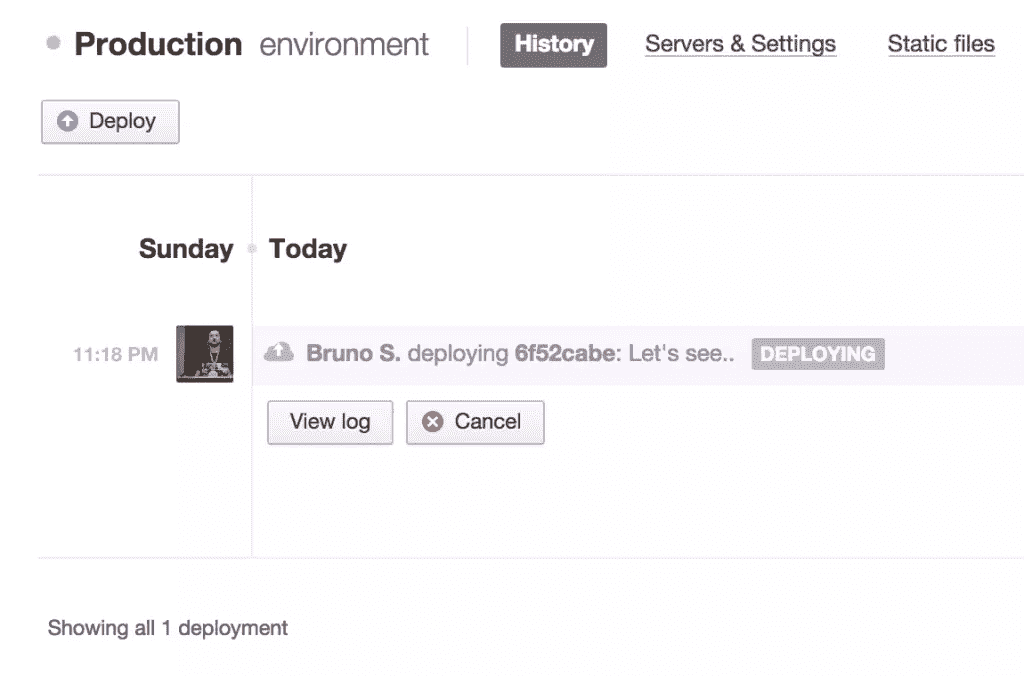 Production environment History Servers & Settings Static files
Deploy
Sunday Today
11:18 PM Bruno S. deploying 6f52cabe: Let's see.. DEPLOYING
View log Cancel
Showing all 1 deployment